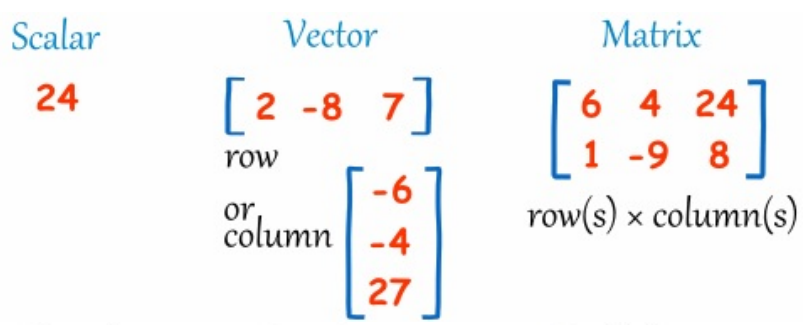 Scalar Vector Matrix
24
[ 2 -8 7 ]
row
or
column
[ -6
-4
27 ]
[ 6 4 24
1 -9 8 ]
row(s) × column(s)